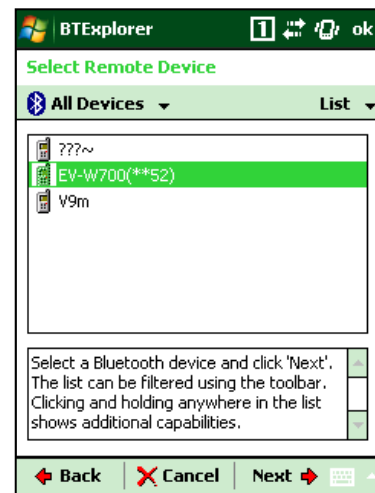 BTExplorer 1 ok
Select Remote Device
All Devices List
???~
EV-W700(**52)
V9m
Select a Bluetooth device and click 'Next'.
The list can be filtered using the toolbar.
Clicking and holding anywhere in the list
shows additional capabilities.
Back Cancel Next